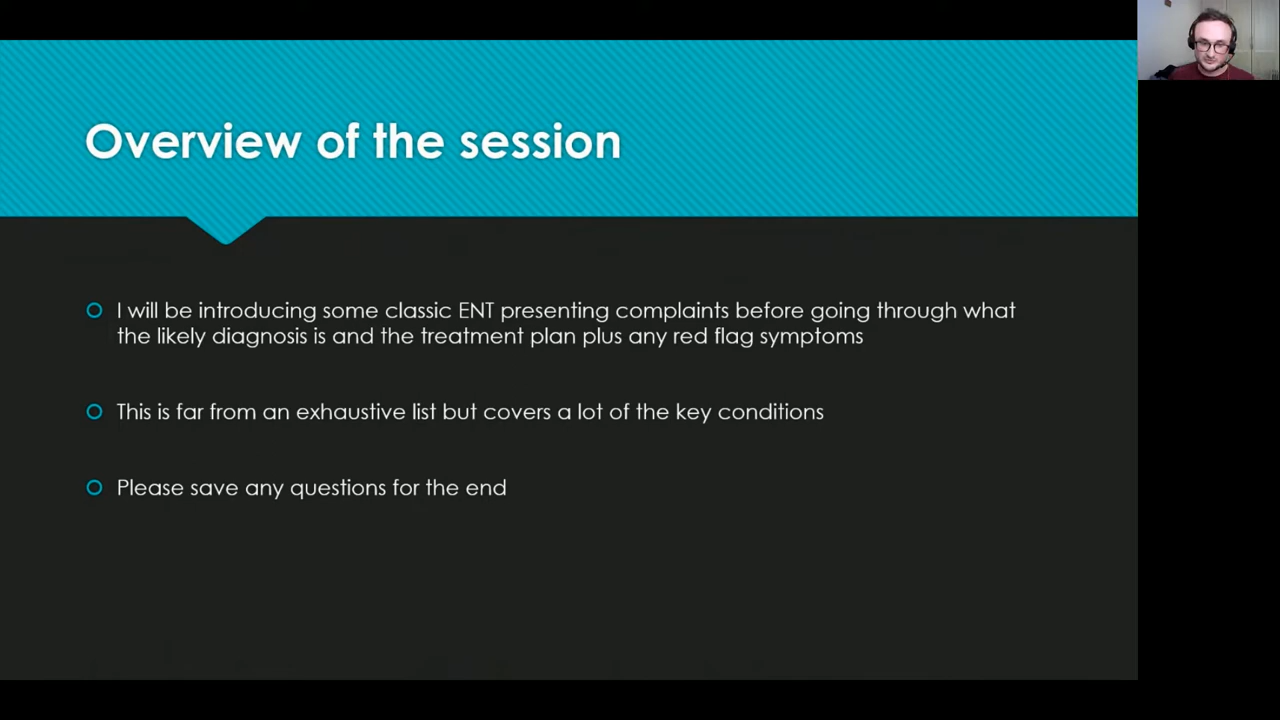 Overview of the session
I will be introducing some classic ENT presenting complaints before going through what
the likely diagnosis is and the treatment plan plus any red flag symptoms
This is far from an exhaustive list but covers a lot of the key conditions
Please save any questions for the end